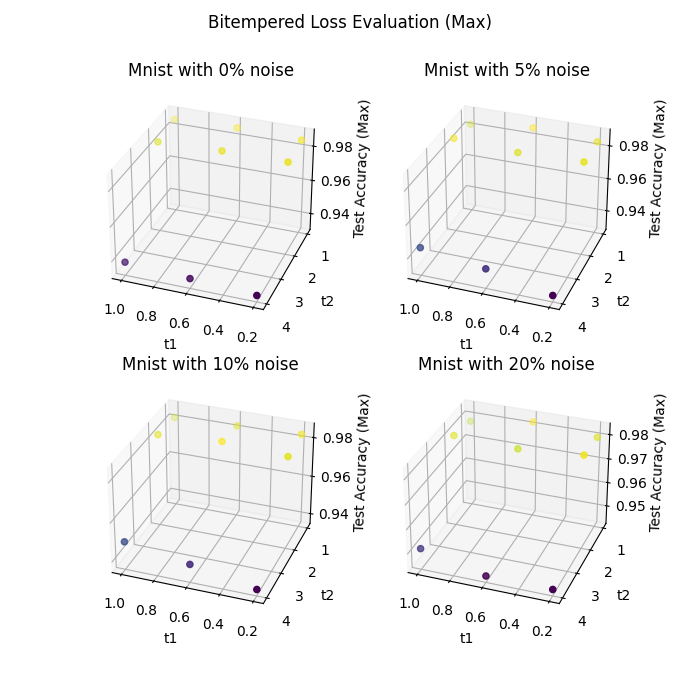 Bitempered Loss Evaluation (Max)
Mnist with 0% noise
0.98
0.96
0.94
Test Accuracy (Max)
1
2
3
4
t2
1.0
0.8
0.6
0.4
0.2
t1
Mnist with 5% noise
0.98
0.96
0.94
Test Accuracy (Max)
1
2
3
4
t2
1.0
0.8
0.6
0.4
0.2
t1
Mnist with 10% noise
0.98
0.96
0.94
Test Accuracy (Max)
1
2
3
4
t2
1.0
0.8
0.6
0.4
0.2
t1
Mnist with 20% noise
0.98
0.97
0.96
0.95
Test Accuracy (Max)
1
2
3
4
t2
1.0
0.8
0.6
0.4
0.2
t1